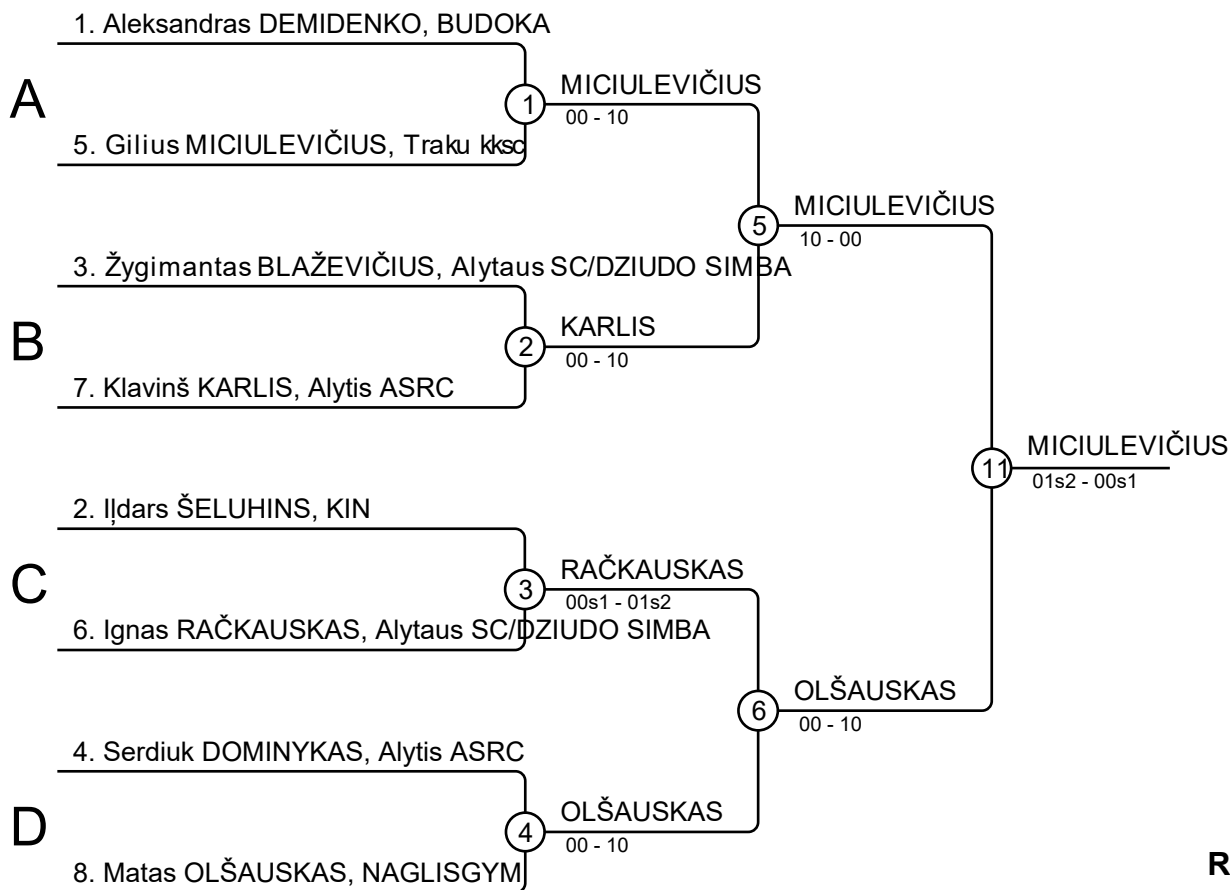 1. Aleksandras DEMIDENKO, BUDOKA
A
1
MICIULEVIČIUS
00 - 10
5. Gilius MICIULEVIČIUS, Traku kksc
5
MICIULEVIČIUS
10 - 00
3. Žygimantas BLAŽEVIČIUS, Alytaus SC/DZIUDO SIMBA
B
2
KARLIS
00 - 10
7. Klavinš KARLIS, Alytis ASRC
11
MICIULEVIČIUS
01s2 - 00s1
2. Iļdars ŠELUHINS, KIN
C
3
RAČKAUSKAS
00s1 - 01s2
6. Ignas RAČKAUSKAS, Alytaus SC/DZIUDO SIMBA
6
OLŠAUSKAS
00 - 10
4. Serdiuk DOMINYKAS, Alytis ASRC
D
4
OLŠAUSKAS
00 - 10
8. Matas OLŠAUSKAS, NAGLISGYM
R